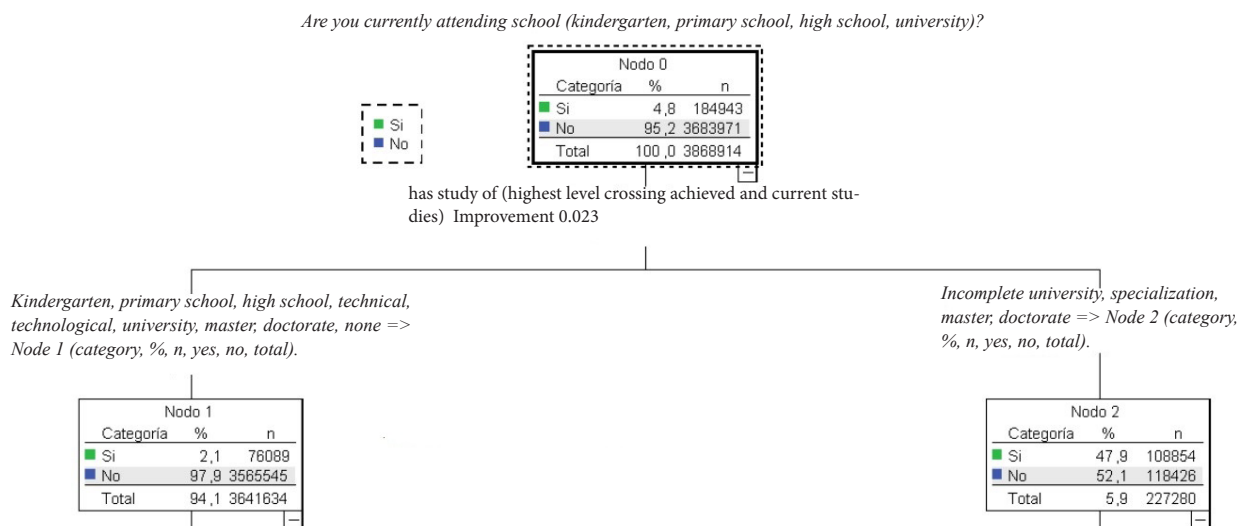 Are you currently attending school (kindergarten, primary school, high school, university)?
Nodo 0
Categoría % n
Si 4,8 184943
No 95,2 3683971
Total 100,0 3868914
Si
No
has study of (highest level crossing achieved and current stu-
dies) Improvement 0.023
Kindergarten, primary school, high school, technical,
technological, university, master, doctorate, none =>
Node 1 (category, %, n, yes, no, total).
Incomplete university, specialization,
master, doctorate => Node 2 (category,
%, n, yes, no, total).
Nodo 1
Categoría % n
Si 2,1 76089
No 97,9 3565545
Total 94,1 3641634
Nodo 2
Categoría % n
Si 47,9 108854
No 52,1 118426
Total 5,9 227280